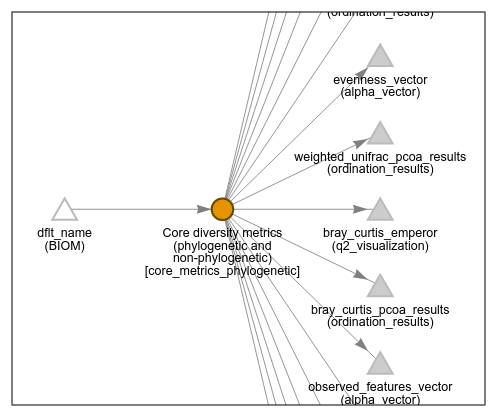 (ordination_results)
evenness_vector
(alpha_vector)
weighted_unifrac_pcoa_results
(ordination_results)
dflt_name
(BIOM)
Core diversity metrics
(phylogenetic and
non-phylogenetic)
[core_metrics_phylogenetic]
bray_curtis_emperor
(q2_visualization)
bray_curtis_pcoa_results
(ordination_results)
observed_features_vector
(alpha_vector)